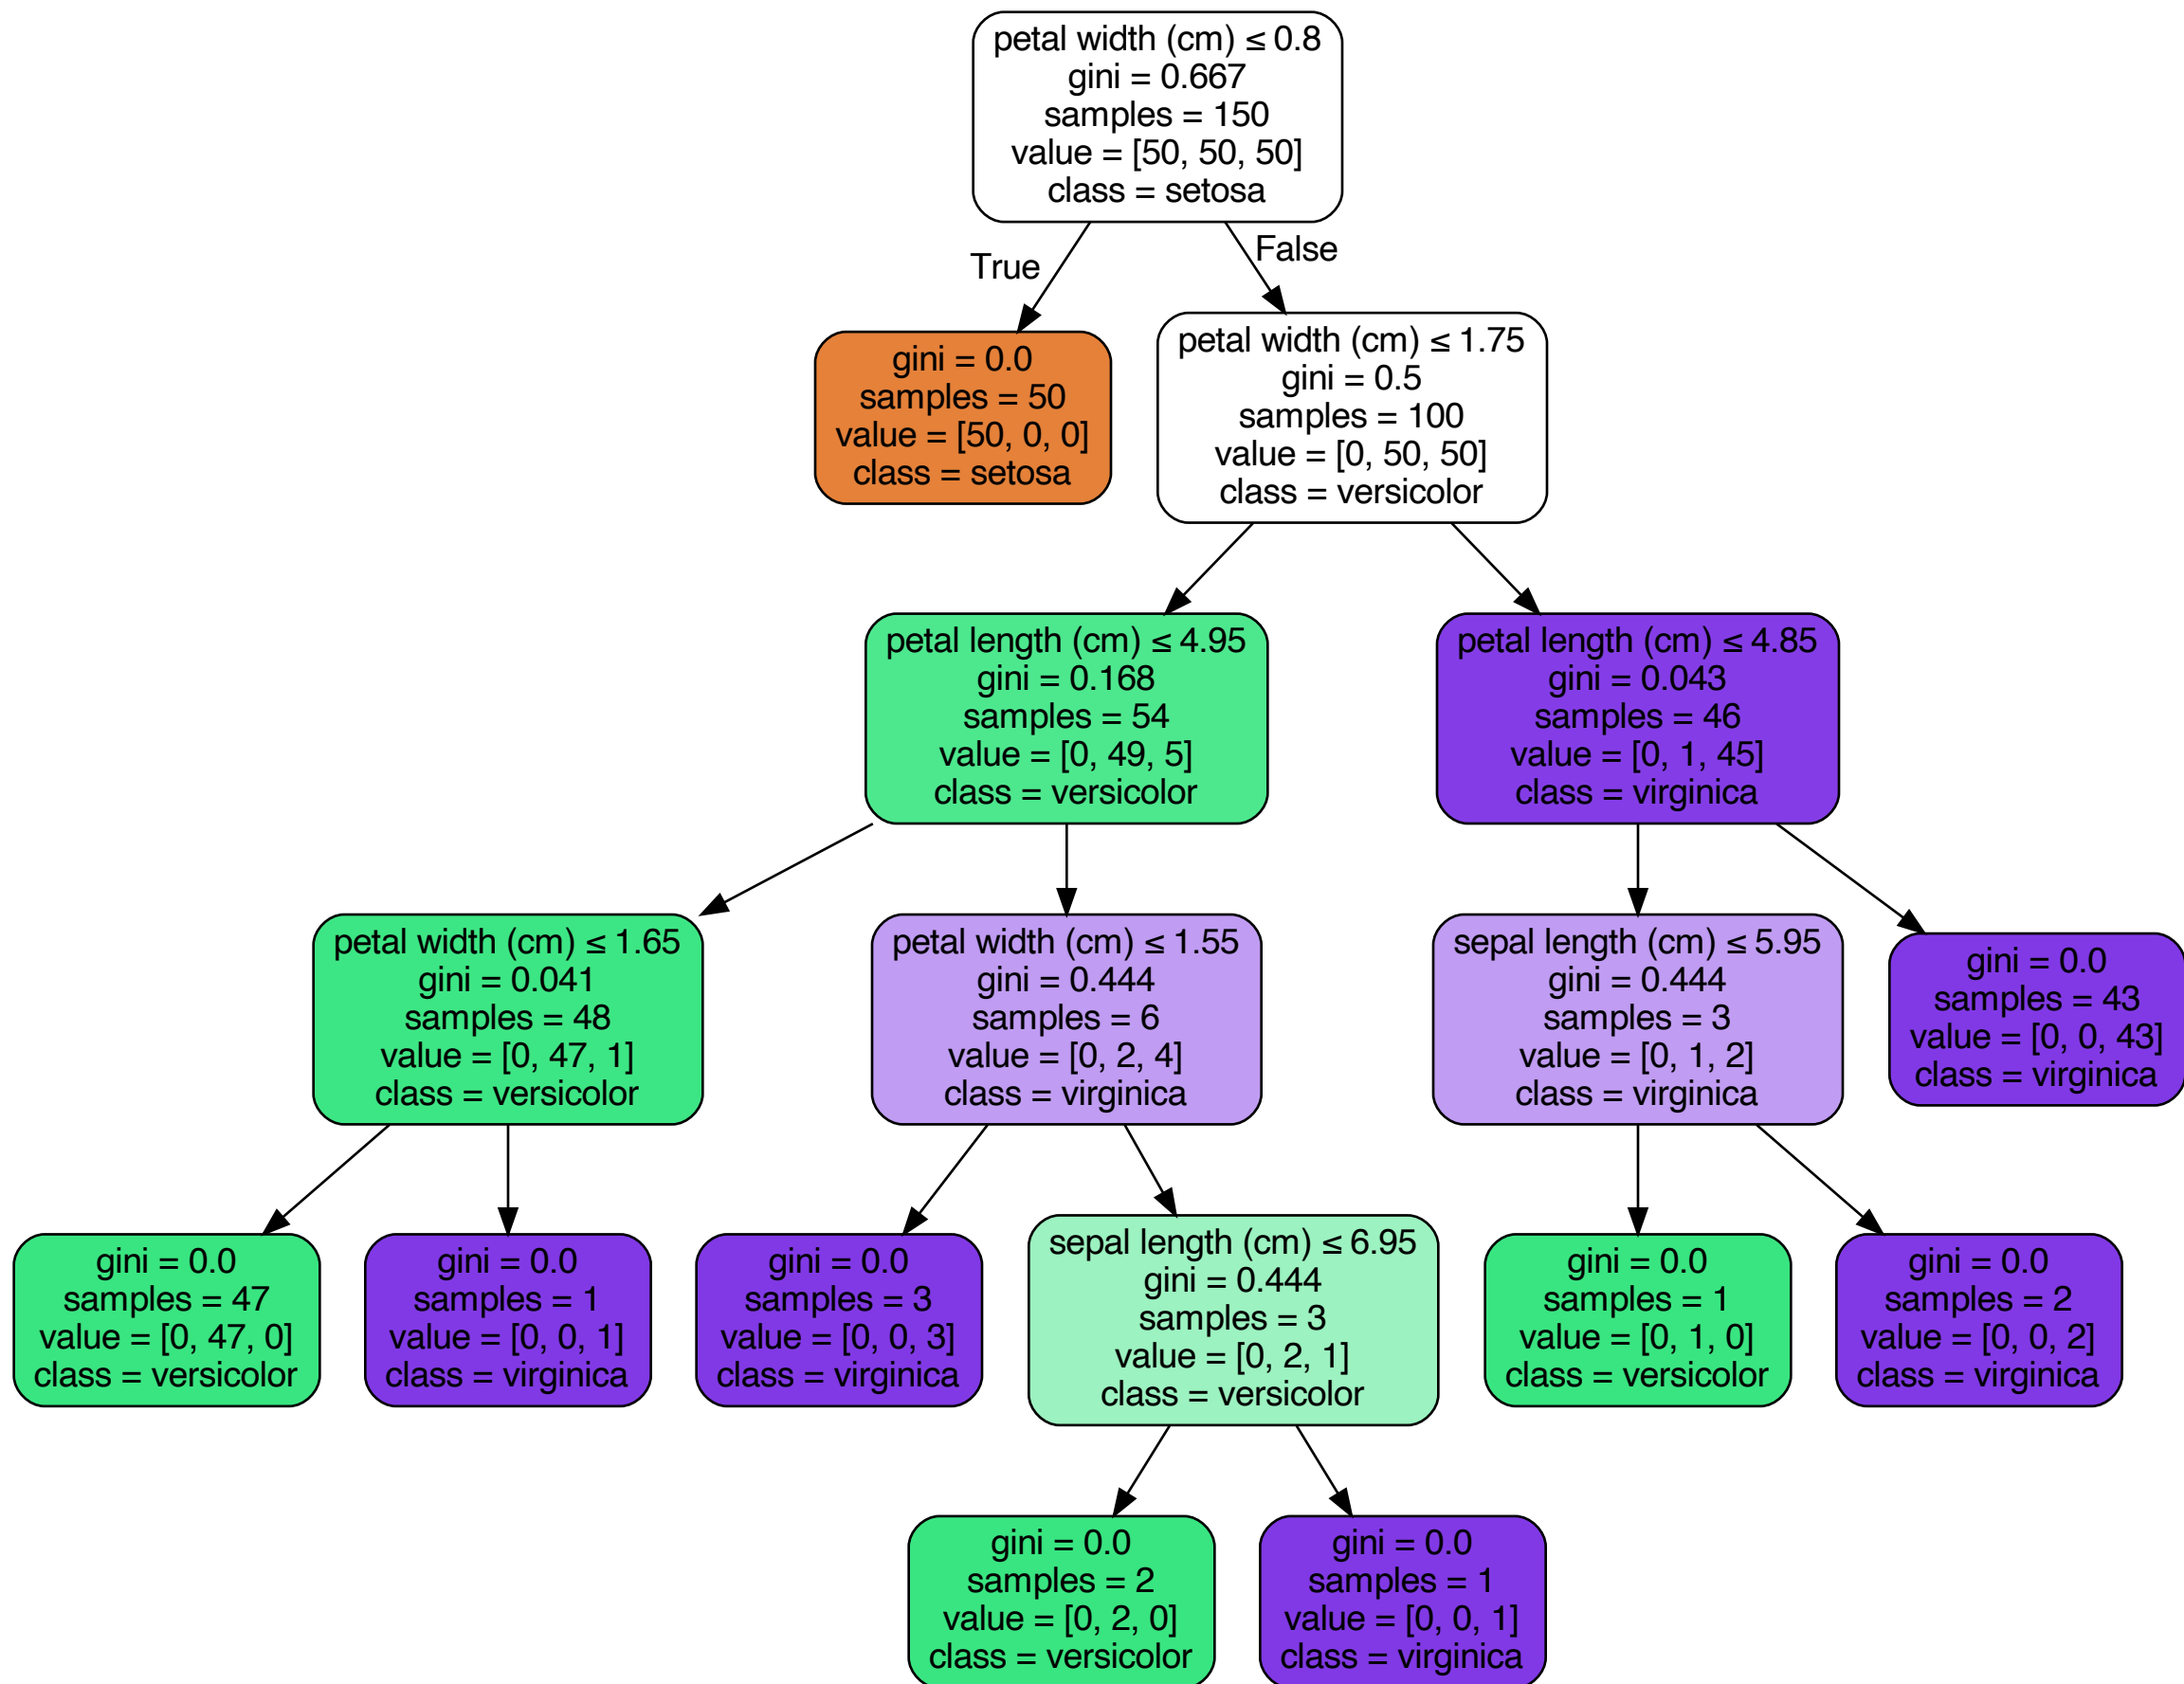 petal width (cm) ≤ 0.8
gini = 0.667
samples = 150
value = [50, 50, 50]
class = setosa
True
False
gini = 0.0
samples = 50
value = [50, 0, 0]
class = setosa
petal width (cm) ≤ 1.75
gini = 0.5
samples = 100
value = [0, 50, 50]
class = versicolor
petal length (cm) ≤ 4.95
gini = 0.168
samples = 54
value = [0, 49, 5]
class = versicolor
petal length (cm) ≤ 4.85
gini = 0.043
samples = 46
value = [0, 1, 45]
class = virginica
petal width (cm) ≤ 1.65
gini = 0.041
samples = 48
value = [0, 47, 1]
class = versicolor
petal width (cm) ≤ 1.55
gini = 0.444
samples = 6
value = [0, 2, 4]
class = virginica
sepal length (cm) ≤ 5.95
gini = 0.444
samples = 3
value = [0, 1, 2]
class = virginica
gini = 0.0
samples = 43
value = [0, 0, 43]
class = virginica
gini = 0.0
samples = 47
value = [0, 47, 0]
class = versicolor
gini = 0.0
samples = 1
value = [0, 0, 1]
class = virginica
gini = 0.0
samples = 3
value = [0, 0, 3]
class = virginica
sepal length (cm) ≤ 6.95
gini = 0.444
samples = 3
value = [0, 2, 1]
class = versicolor
gini = 0.0
samples = 1
value = [0, 1, 0]
class = versicolor
gini = 0.0
samples = 2
value = [0, 0, 2]
class = virginica
gini = 0.0
samples = 2
value = [0, 2, 0]
class = versicolor
gini = 0.0
samples = 1
value = [0, 0, 1]
class = virginica